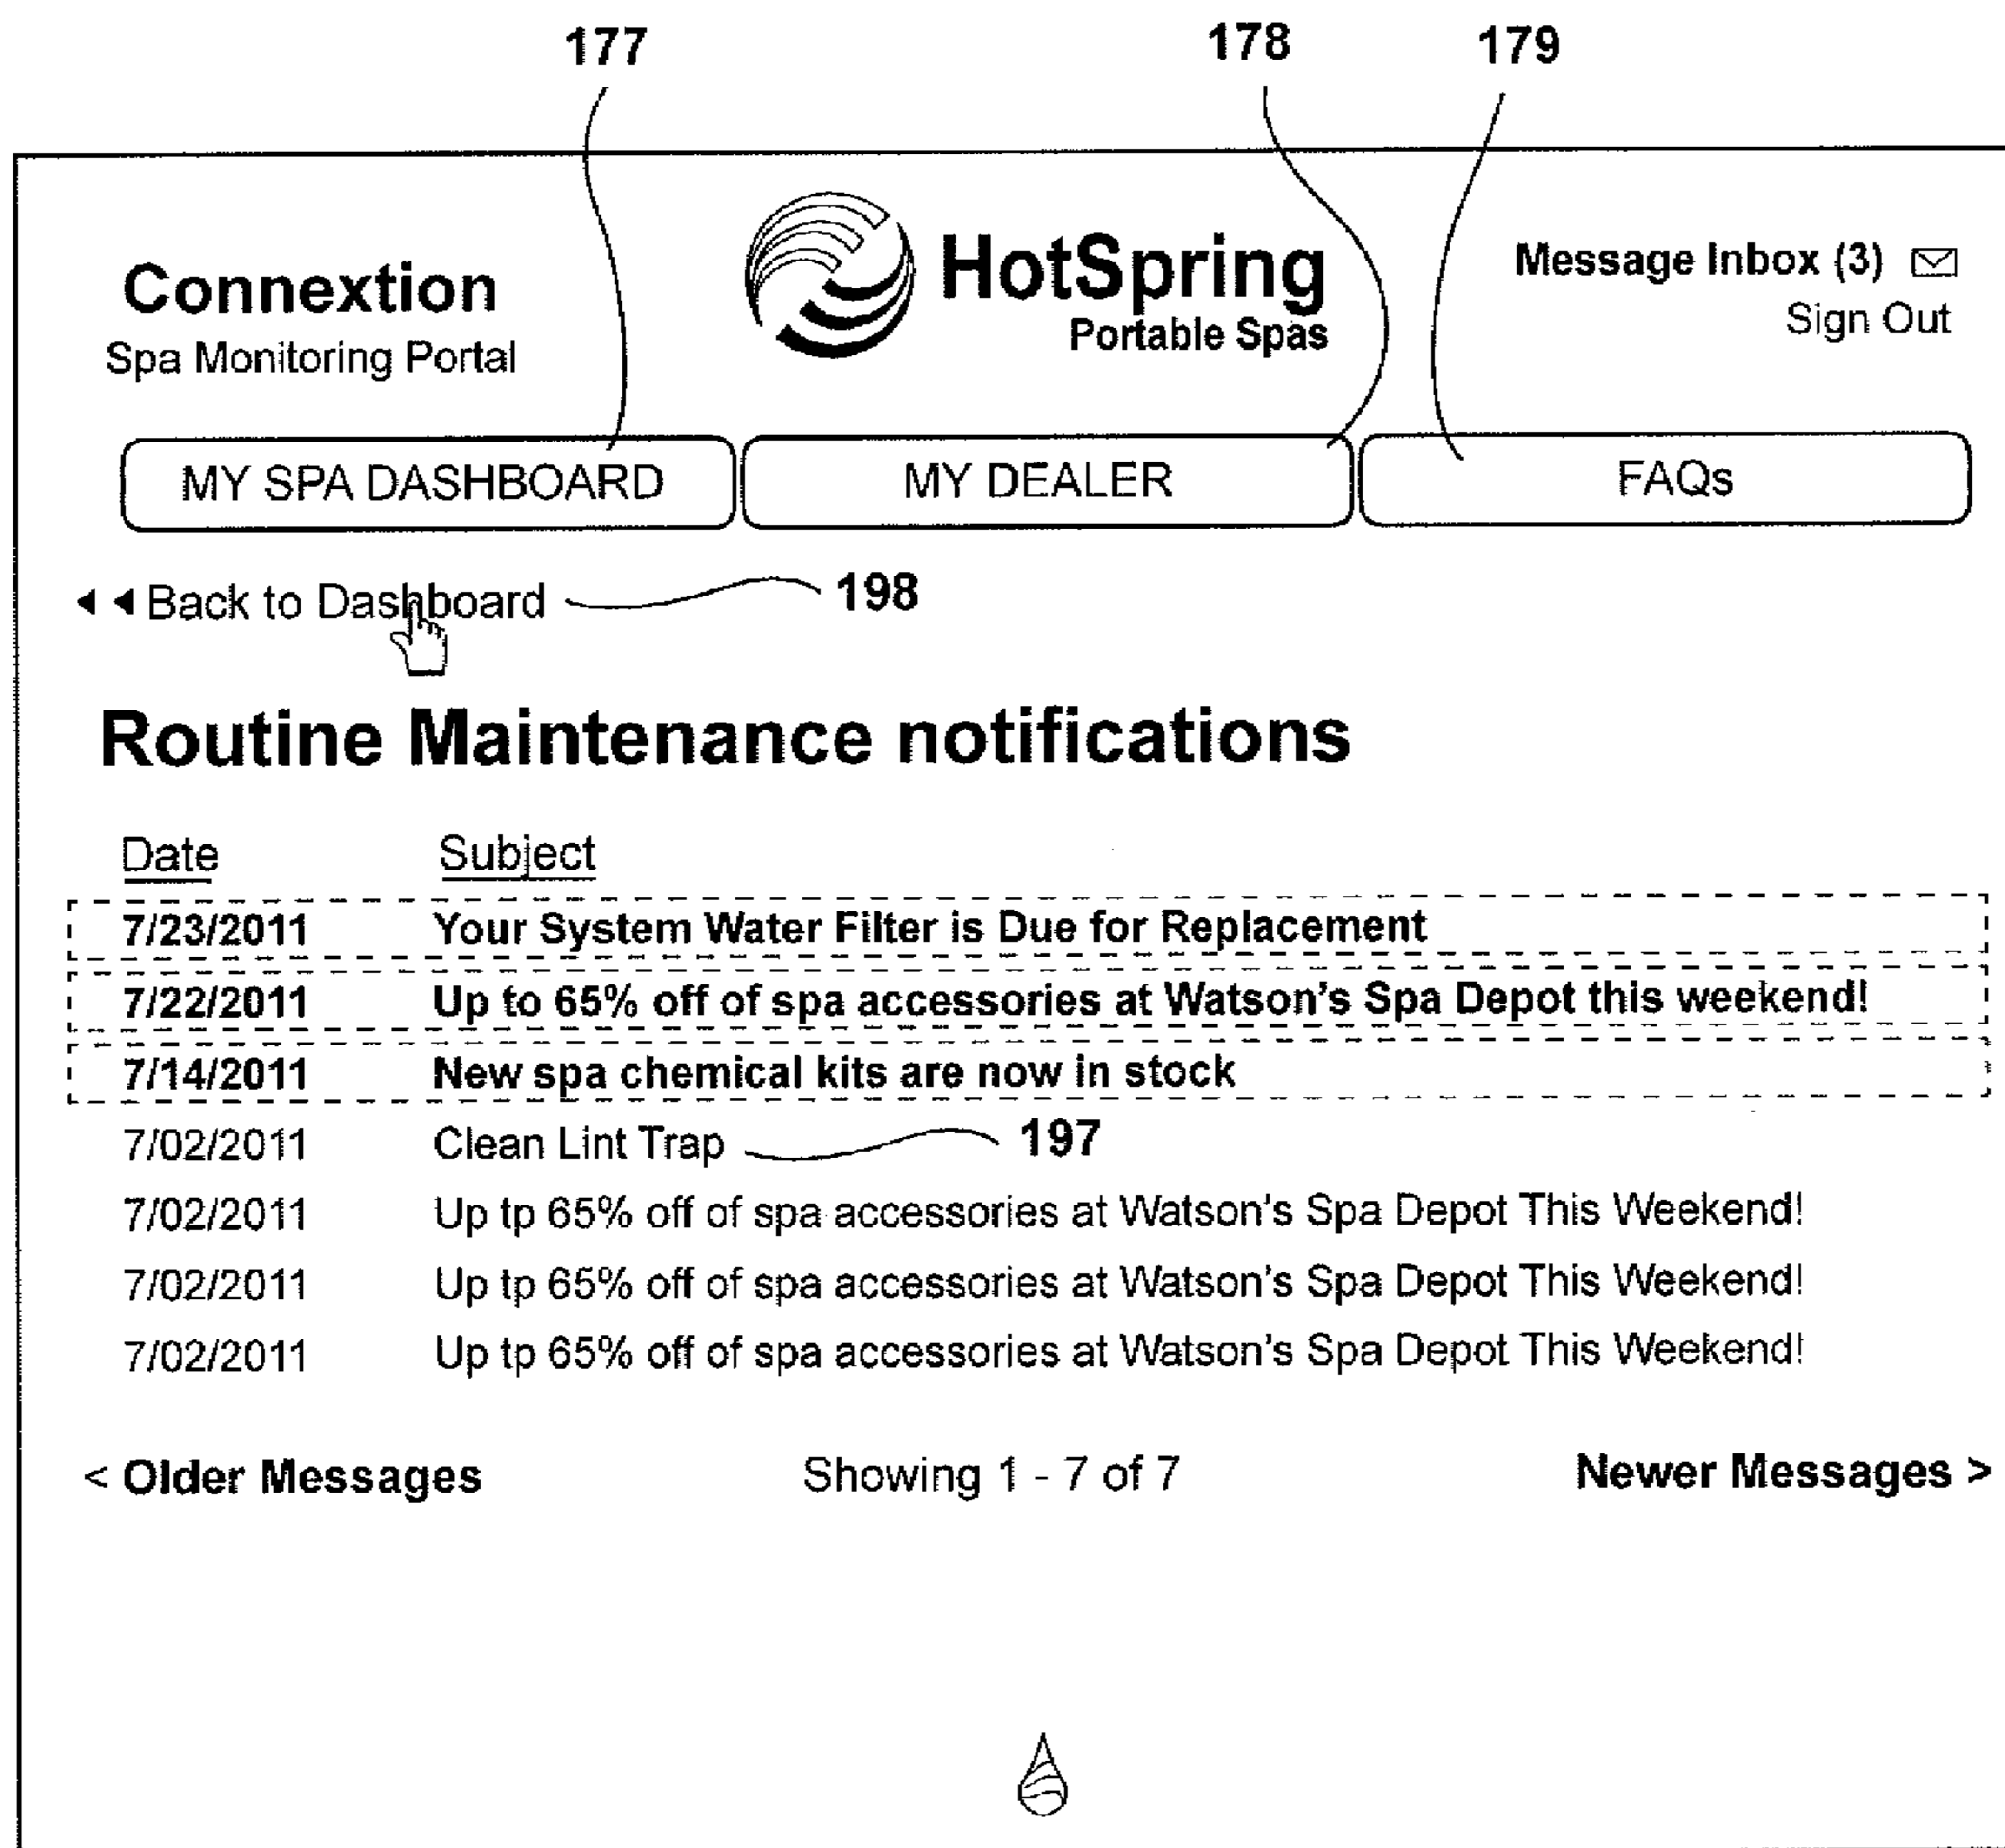 177 178 179
Connextion
Spa Monitoring Portal
HotSpring
Portable Spas
Message Inbox (3)
Sign Out
MY SPA DASHBOARD MY DEALER FAQs
Back to Dashboard 198
Routine Maintenance notifications
Date Subject
7/23/2011 Your System Water Filter is Due for Replacement
7/22/2011 Up to 65% off of spa accessories at Watson's Spa Depot this weekend!
7/14/2011 New spa chemical kits are now in stock
7/02/2011 Clean Lint Trap 197
7/02/2011 Up tp 65% off of spa accessories at Watson's Spa Depot This Weekend!
7/02/2011 Up tp 65% off of spa accessories at Watson's Spa Depot This Weekend!
7/02/2011 Up tp 65% off of spa accessories at Watson's Spa Depot This Weekend!
< Older Messages Showing 1 - 7 of 7 Newer Messages >